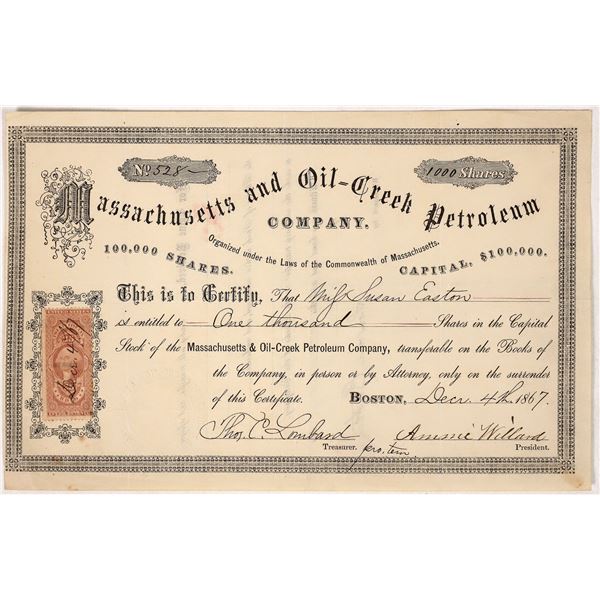 No 528
1000 Shares
Massachusetts and Oil-Creek Petroleum
COMPANY.
Organized under the Laws of the Commonwealth of Massachusetts.
100,000 SHARES.
CAPITAL, $100,000.
This is to Certify, That Miss Susan Easton
is entitled to One thousand Shares in the Capital
Stock of the Massachusetts & Oil-Creek Petroleum Company, transferable on the Books of
the Company, in person or by Attorney, only on the surrender
of this Certificate.
BOSTON, Decr. 4th 1867.
Thos. C. Lombard
Treasurer. pro. tem
Ammie Willard
President.